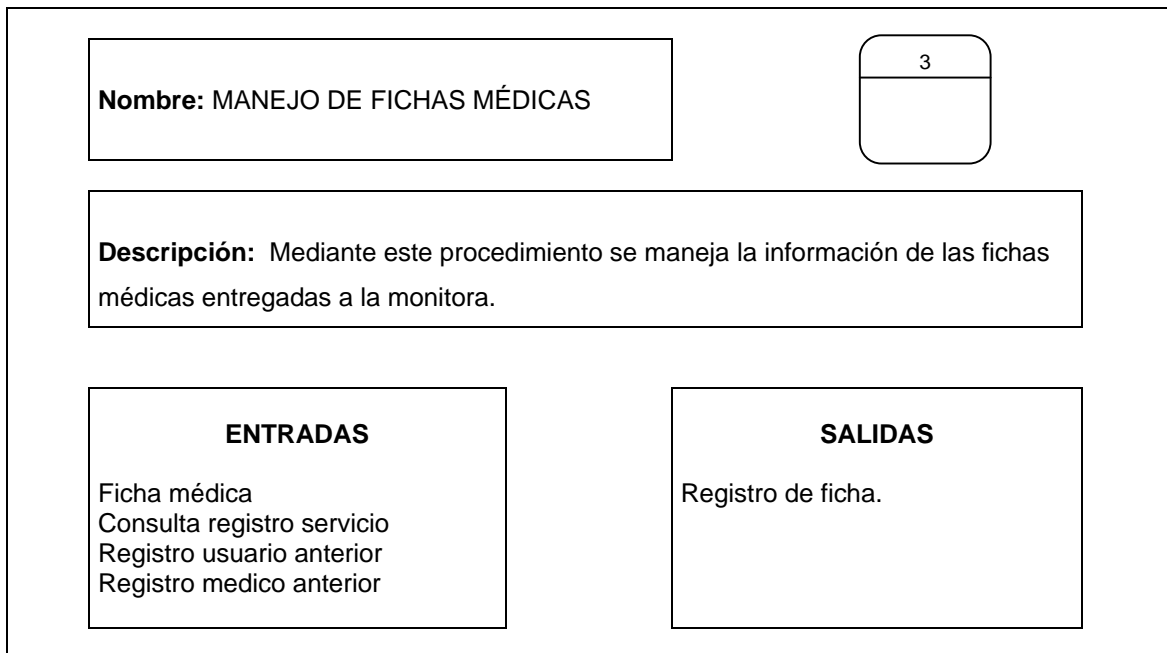 3
Nombre: MANEJO DE FICHAS MÉDICAS
Descripción: Mediante este procedimiento se maneja la información de las fichas
médicas entregadas a la monitora.
ENTRADAS
Ficha médica
Consulta registro servicio
Registro usuario anterior
Registro medico anterior
SALIDAS
Registro de ficha.